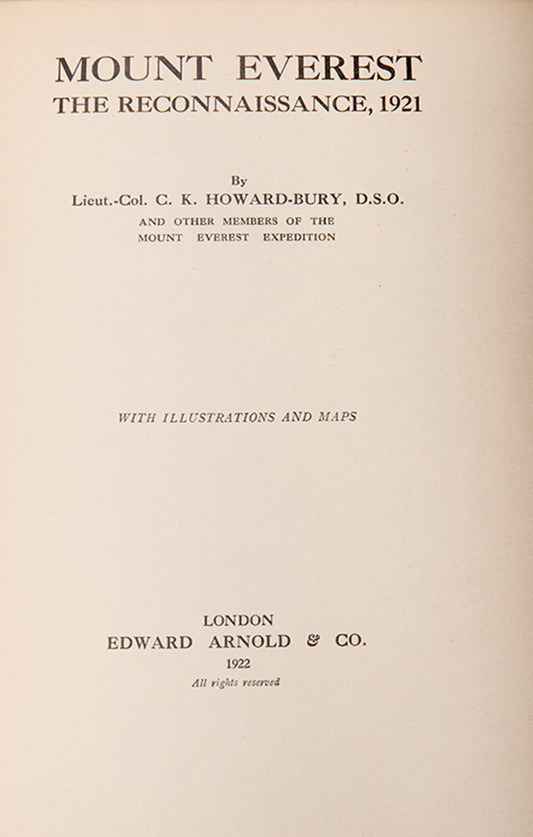 MOUNT EVEREST
THE RECONNAISSANCE, 1921
By
Lieut.-Col. C. K. HOWARD-BURY, D.S.O.
AND OTHER MEMBERS OF THE
MOUNT EVEREST EXPEDITION
WITH ILLUSTRATIONS AND MAPS
LONDON
EDWARD ARNOLD & CO.
1922
All rights reserved